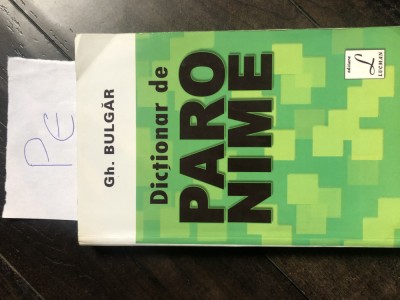 PE
Gh. BULGĂR
Dicționar de
PARO
NIME
editura
L
LUCMAN